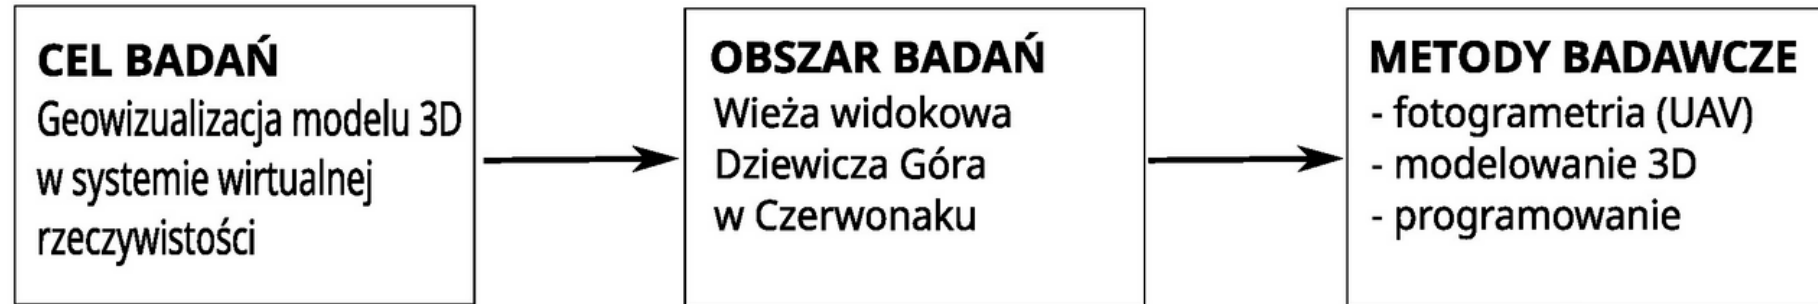 CEL BADAŃ
Geowizualizacja modelu 3D
w systemie wirtualnej
rzeczywistości
OBSZAR BADAŃ
Wieża widokowa
Dziewicza Góra
w Czerwonaku
METODY BADAWCZE
- fotogrametria (UAV)
- modelowanie 3D
- programowanie